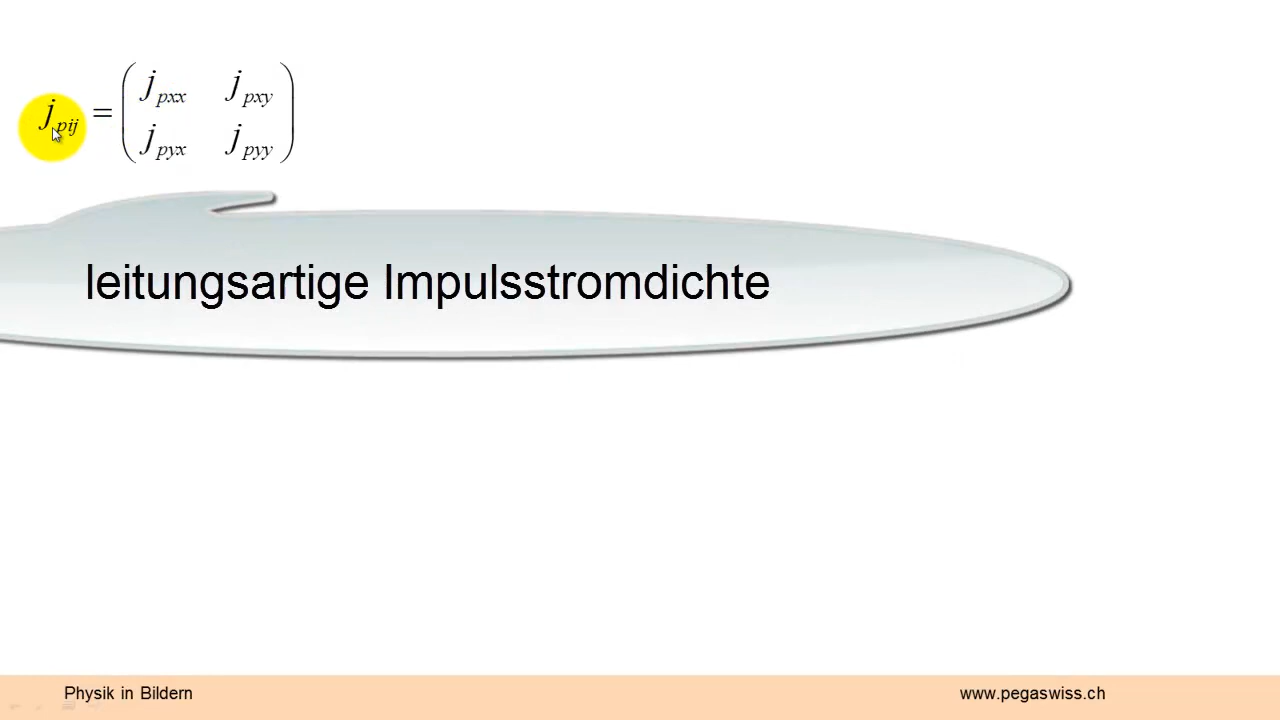 j_pij = ( j_pxx j_pxy
j_pyx j_pyy )
leitungsartige Impulsstromdichte
Physik in Bildern www.pegaswiss.ch